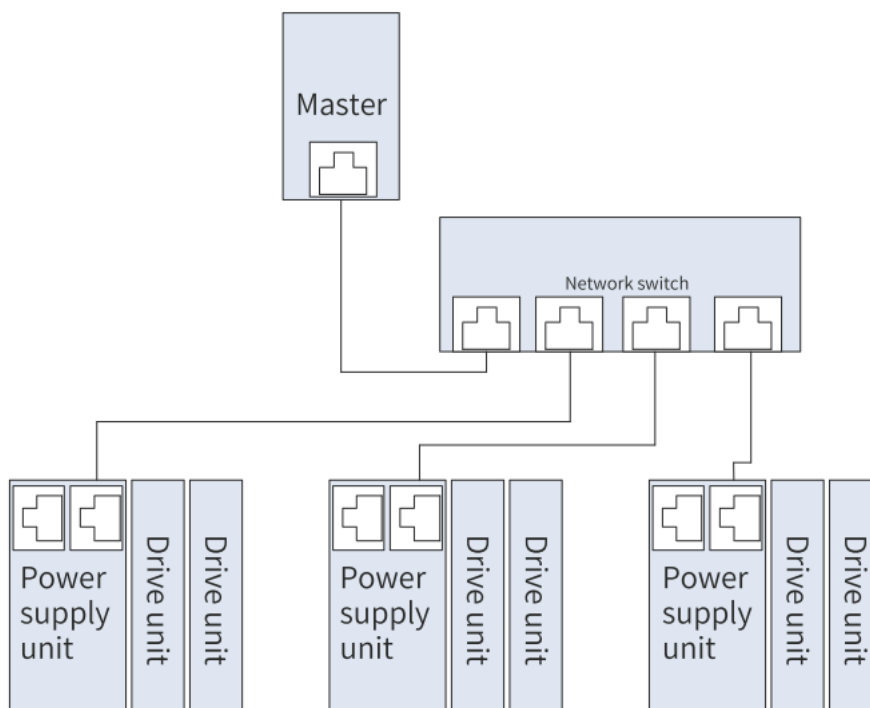 Master
Network switch
Power
supply
unit
Drive unit
Drive unit
Power
supply
unit
Drive unit
Drive unit
Power
supply
unit
Drive unit
Drive unit